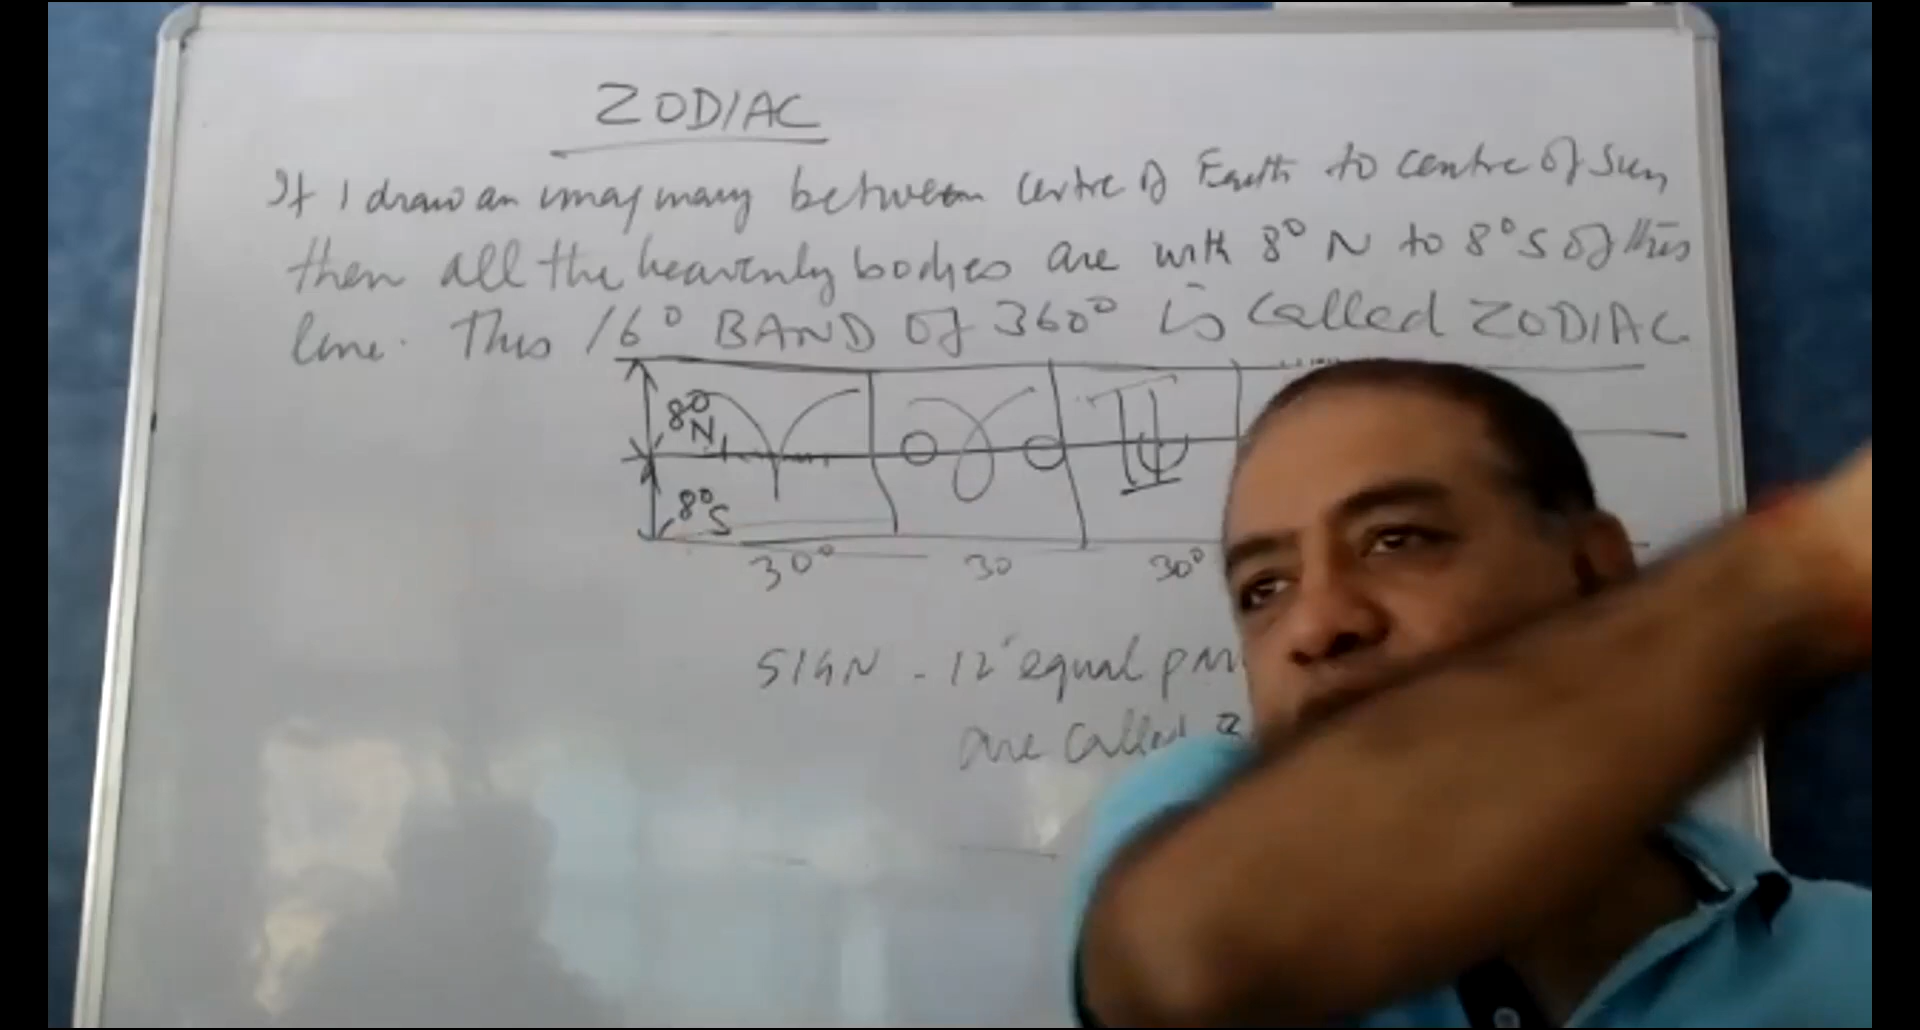 ZODIAC
If I draw an imaginary between centre of Earth to centre of Sun,
then all the heavenly bodies are with 8° N to 8° S of this
line. This 16° BAND of 360° is called ZODIAC
8°
N
8°S
30° 30 30°
SIGN - 12 equal
are called